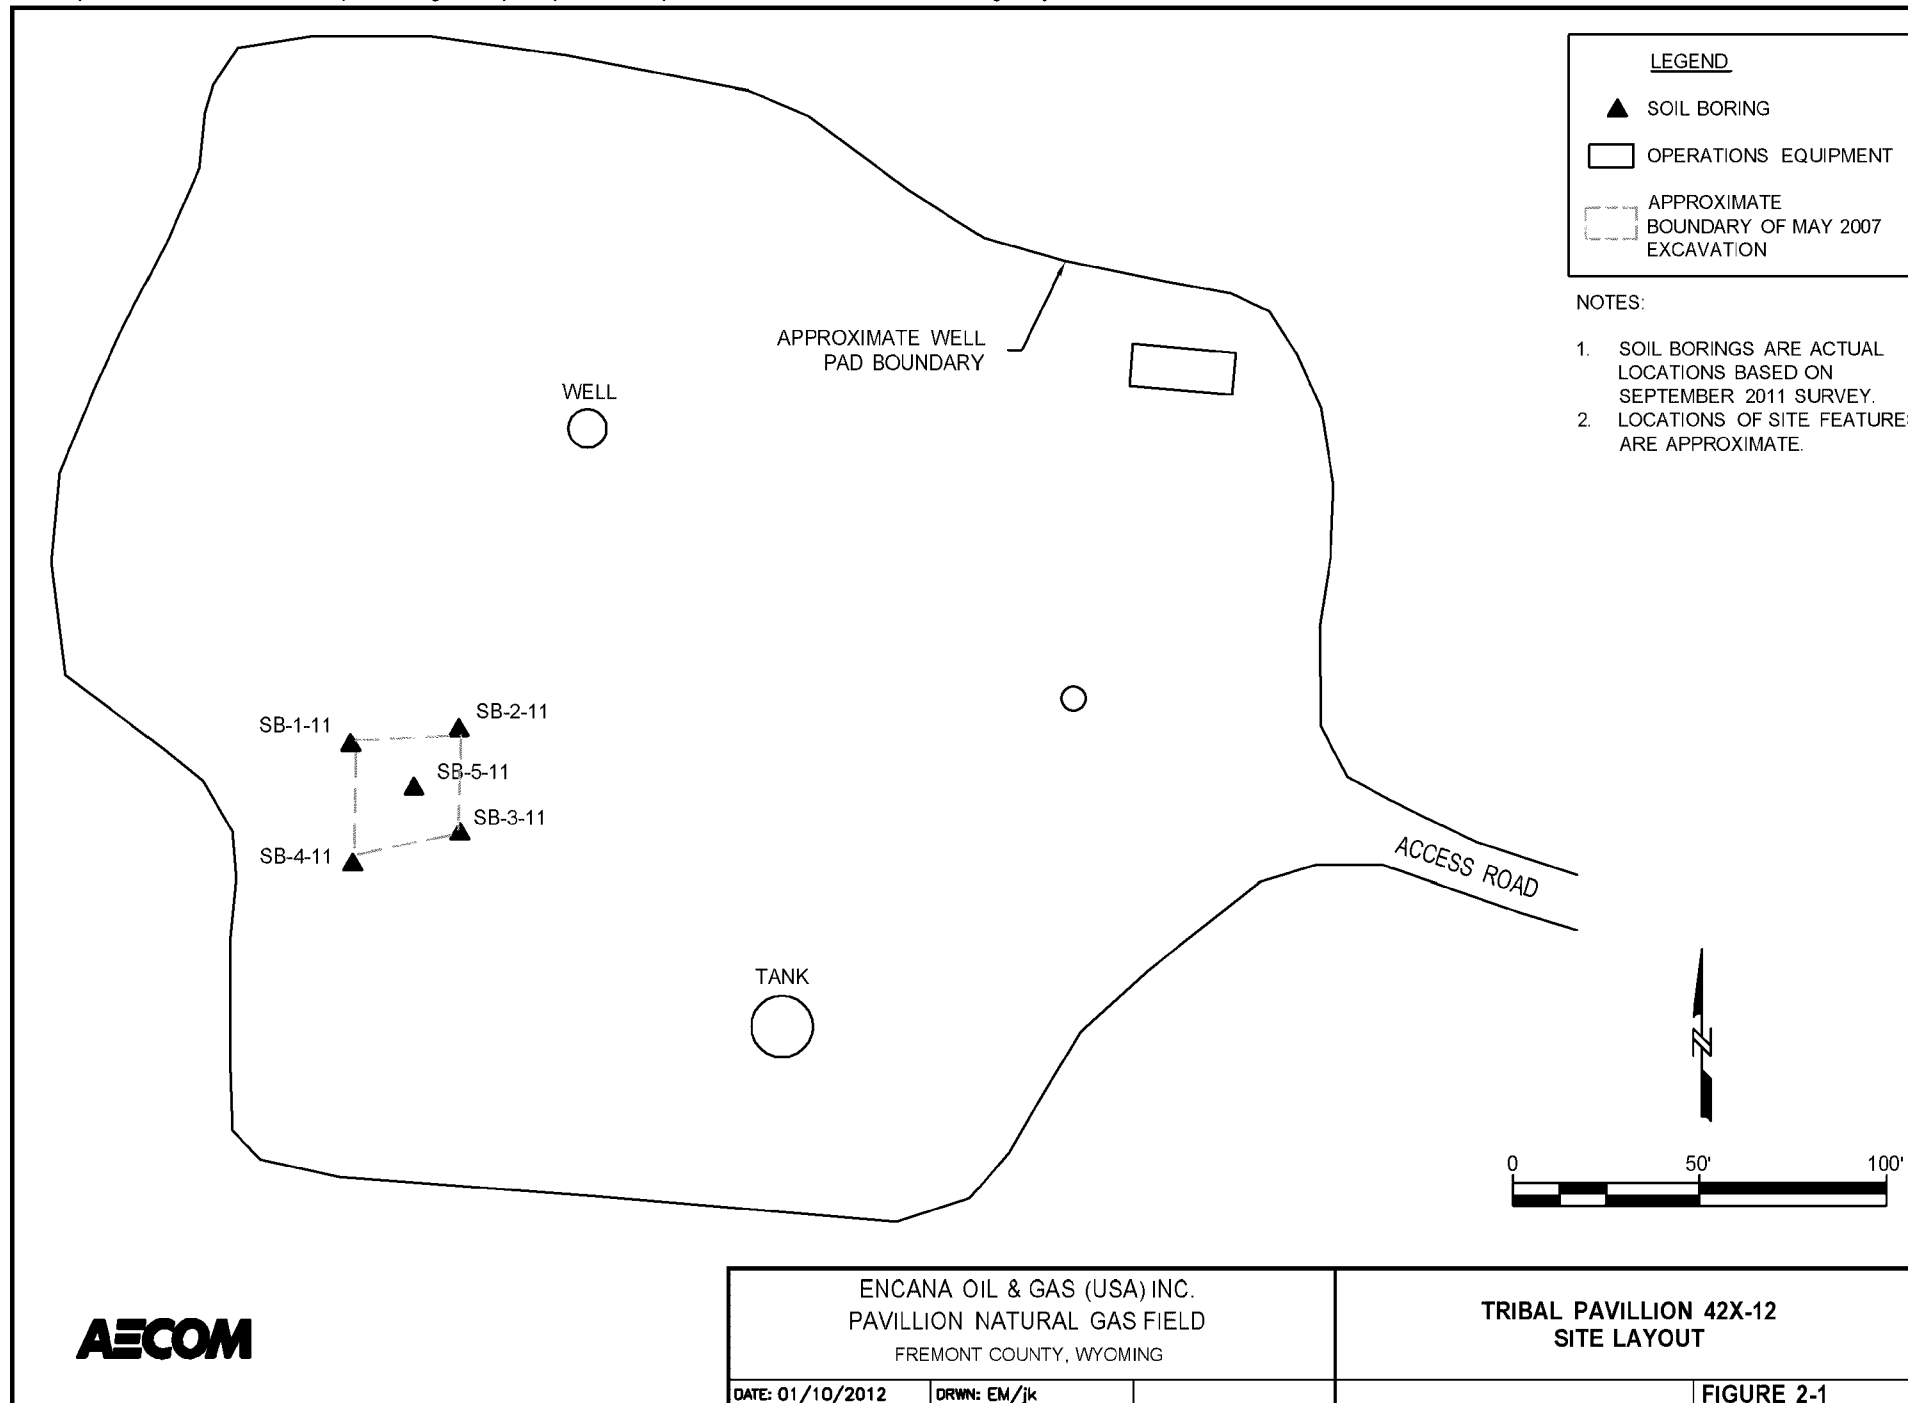 LEGEND
SOIL BORING
OPERATIONS EQUIPMENT
APPROXIMATE
BOUNDARY OF MAY 2007
EXCAVATION
NOTES:
1. SOIL BORINGS ARE ACTUAL
LOCATIONS BASED ON
SEPTEMBER 2011 SURVEY.
2. LOCATIONS OF SITE FEATURES
ARE APPROXIMATE.
APPROXIMATE WELL
PAD BOUNDARY
WELL
SB-1-11
SB-2-11
SB-5-11
SB-3-11
SB-4-11
ACCESS ROAD
TANK
N
0 50' 100'
AECOM
ENCANA OIL & GAS (USA) INC.
PAVILLION NATURAL GAS FIELD
FREMONT COUNTY, WYOMING
TRIBAL PAVILLION 42X-12
SITE LAYOUT
DATE: 01/10/2012
DRWN: EM/jk
FIGURE 2-1